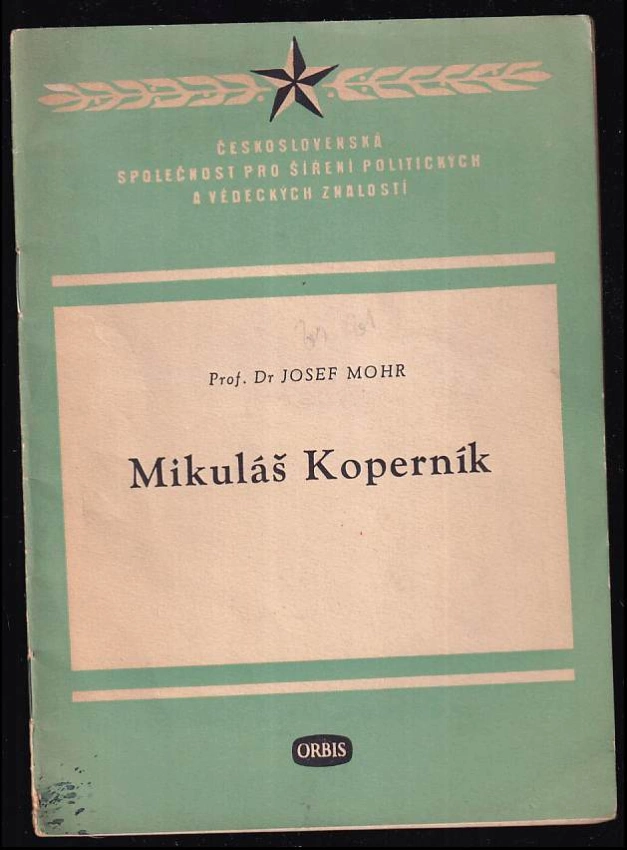 ČESKOSLOVENSKÁ
SPOLEČNOST PRO ŠÍŘENÍ POLITICKÝCH
A VĚDECKÝCH ZNALOSTÍ
Prof. Dr JOSEF MOHR
Mikuláš Koperník
ORBIS